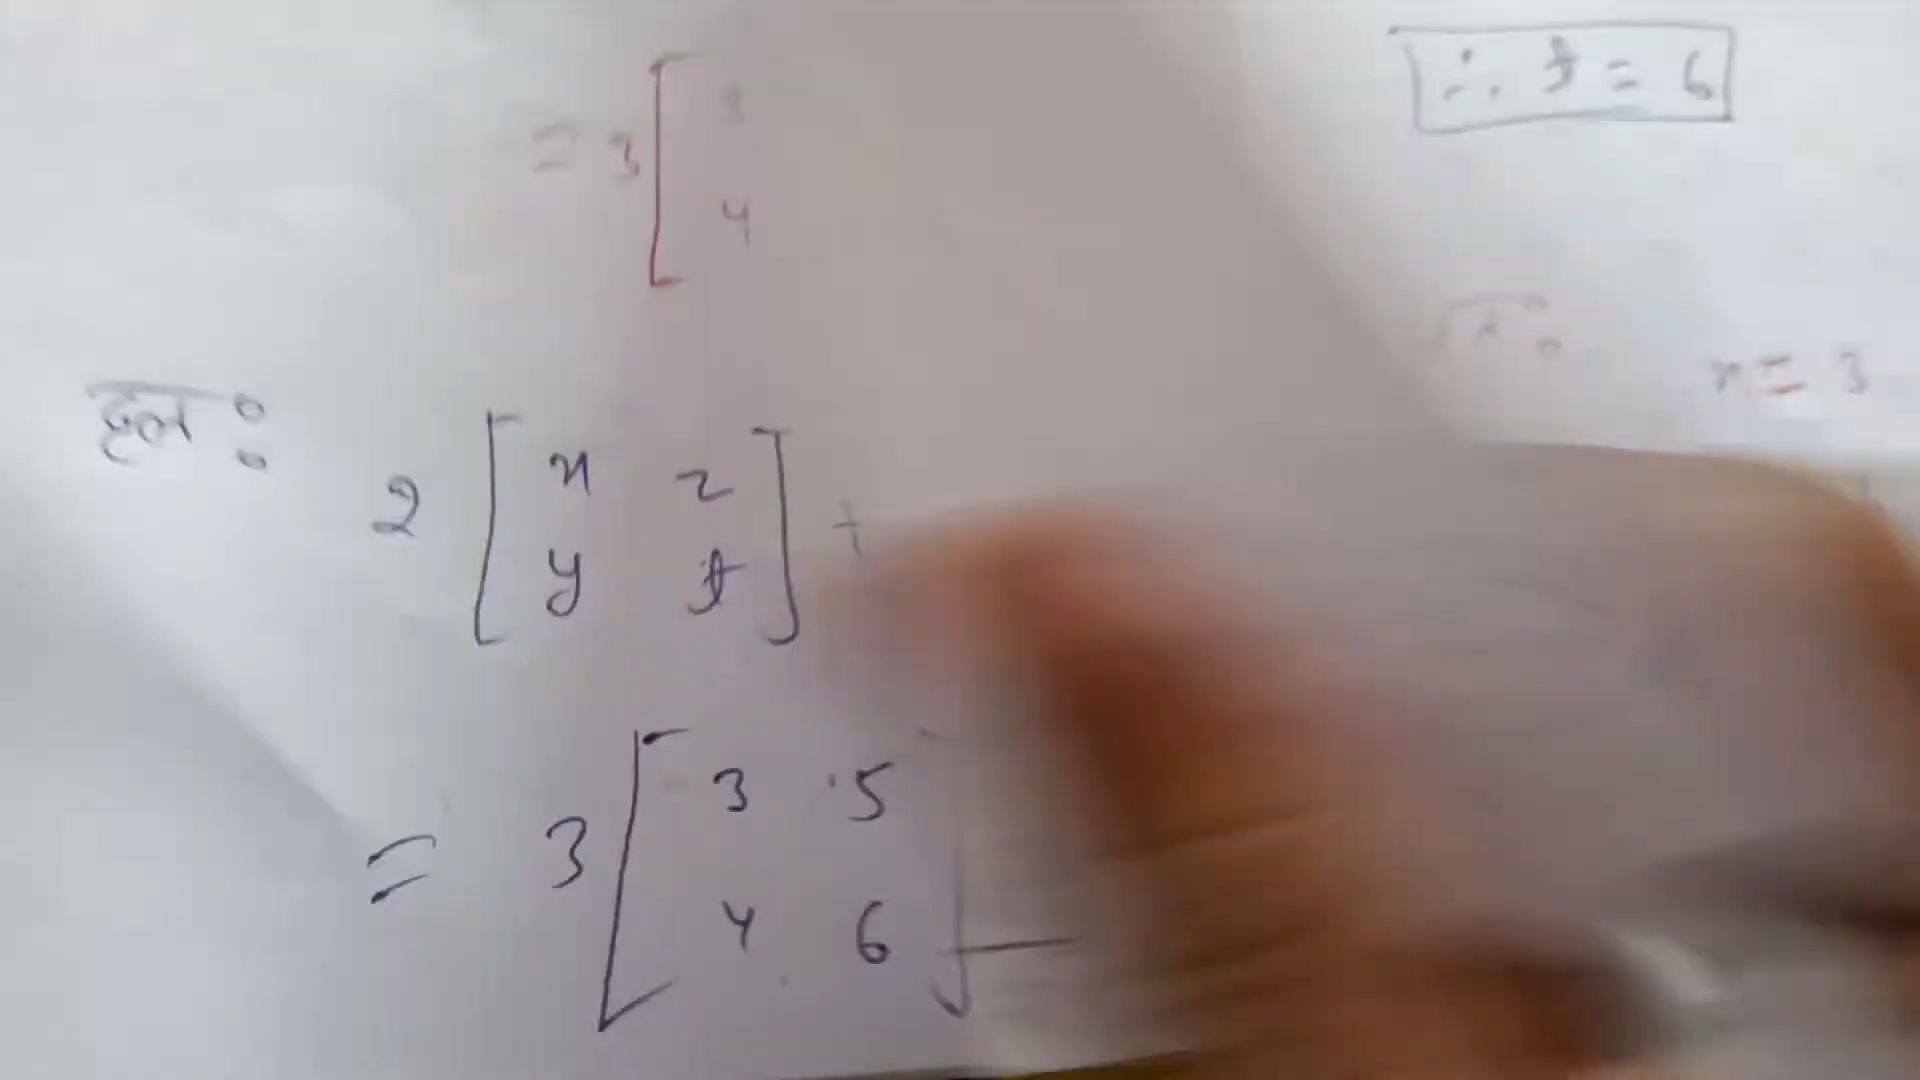 = 3 [ 3
4
∴ t = 6
x = 3
हल :
2 [ x z ] +
y t
= 3 [ 3 5 ]
4 6